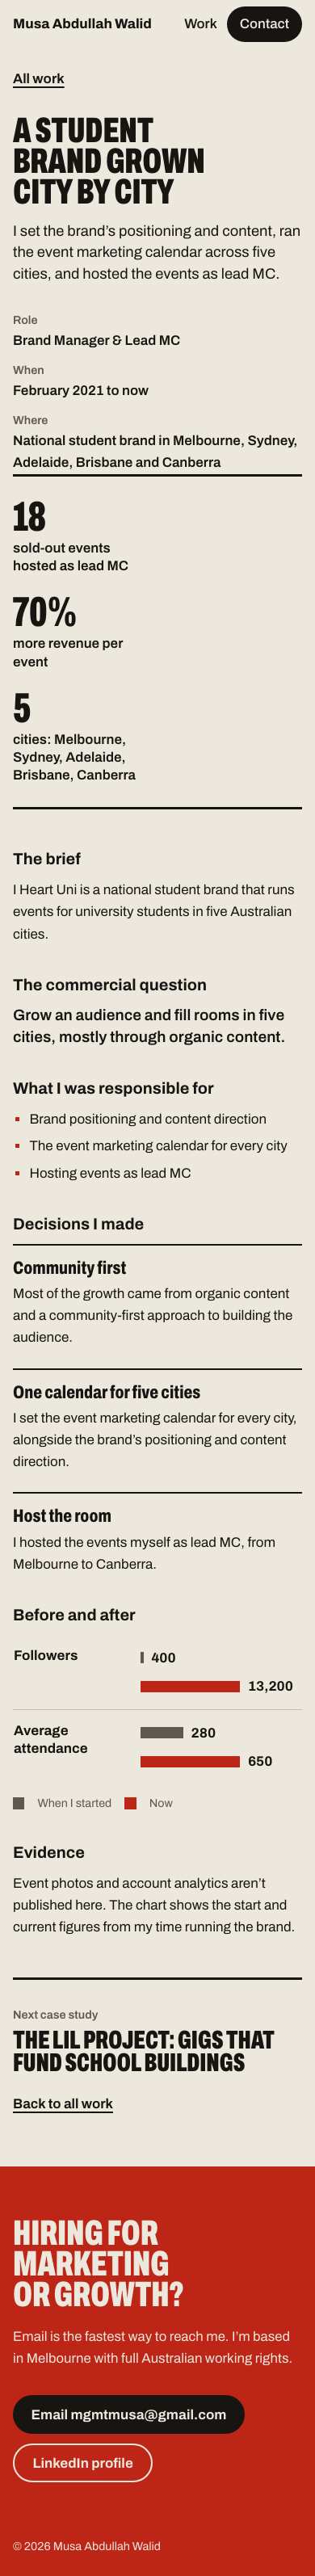 Musa Abdullah Walid
Work
Contact
All work
A STUDENT
BRAND GROWN
CITY BY CITY
I set the brand’s positioning and content, ran
the event marketing calendar across five
cities, and hosted the events as lead MC.
Role
Brand Manager & Lead MC
When
February 2021 to now
Where
National student brand in Melbourne, Sydney,
Adelaide, Brisbane and Canberra
18
sold-out events
hosted as lead MC
70%
more revenue per
event
5
cities: Melbourne,
Sydney, Adelaide,
Brisbane, Canberra
The brief
I Heart Uni is a national student brand that runs
events for university students in five Australian
cities.
The commercial question
Grow an audience and fill rooms in five
cities, mostly through organic content.
What I was responsible for
Brand positioning and content direction
The event marketing calendar for every city
Hosting events as lead MC
Decisions I made
Community first
Most of the growth came from organic content
and a community-first approach to building the
audience.
One calendar for five cities
I set the event marketing calendar for every city,
alongside the brand’s positioning and content
direction.
Host the room
I hosted the events myself as lead MC, from
Melbourne to Canberra.
Before and after
Followers
400
13,200
Average
attendance
280
650
When I started
Now
Evidence
Event photos and account analytics aren’t
published here. The chart shows the start and
current figures from my time running the brand.
Next case study
THE LIL PROJECT: GIGS THAT
FUND SCHOOL BUILDINGS
Back to all work
HIRING FOR
MARKETING
OR GROWTH?
Email is the fastest way to reach me. I’m based
in Melbourne with full Australian working rights.
Email mgmtmusa@gmail.com
LinkedIn profile
© 2026 Musa Abdullah Walid